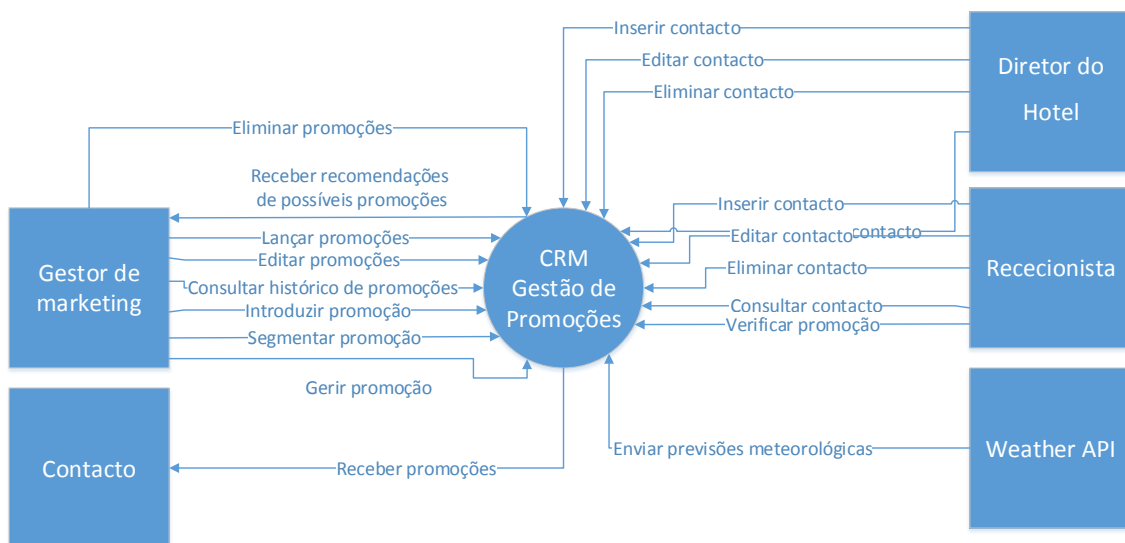 Inserir contacto
Editar contacto
Eliminar contacto
Diretor do
Hotel
Eliminar promoções
Receber recomendações
de possíveis promoções
Lançar promoções
Editar promoções
Consultar histórico de promoções
Introduzir promoção
Segmentar promoção
Gerir promoção
Gestor de
marketing
CRM
Gestão de
Promoções
Inserir contacto
Editar contacto
contacto
Eliminar contacto
Consultar contacto
Verificar promoção
Rececionista
Contacto
Receber promoções
Enviar previsões meteorológicas
Weather API